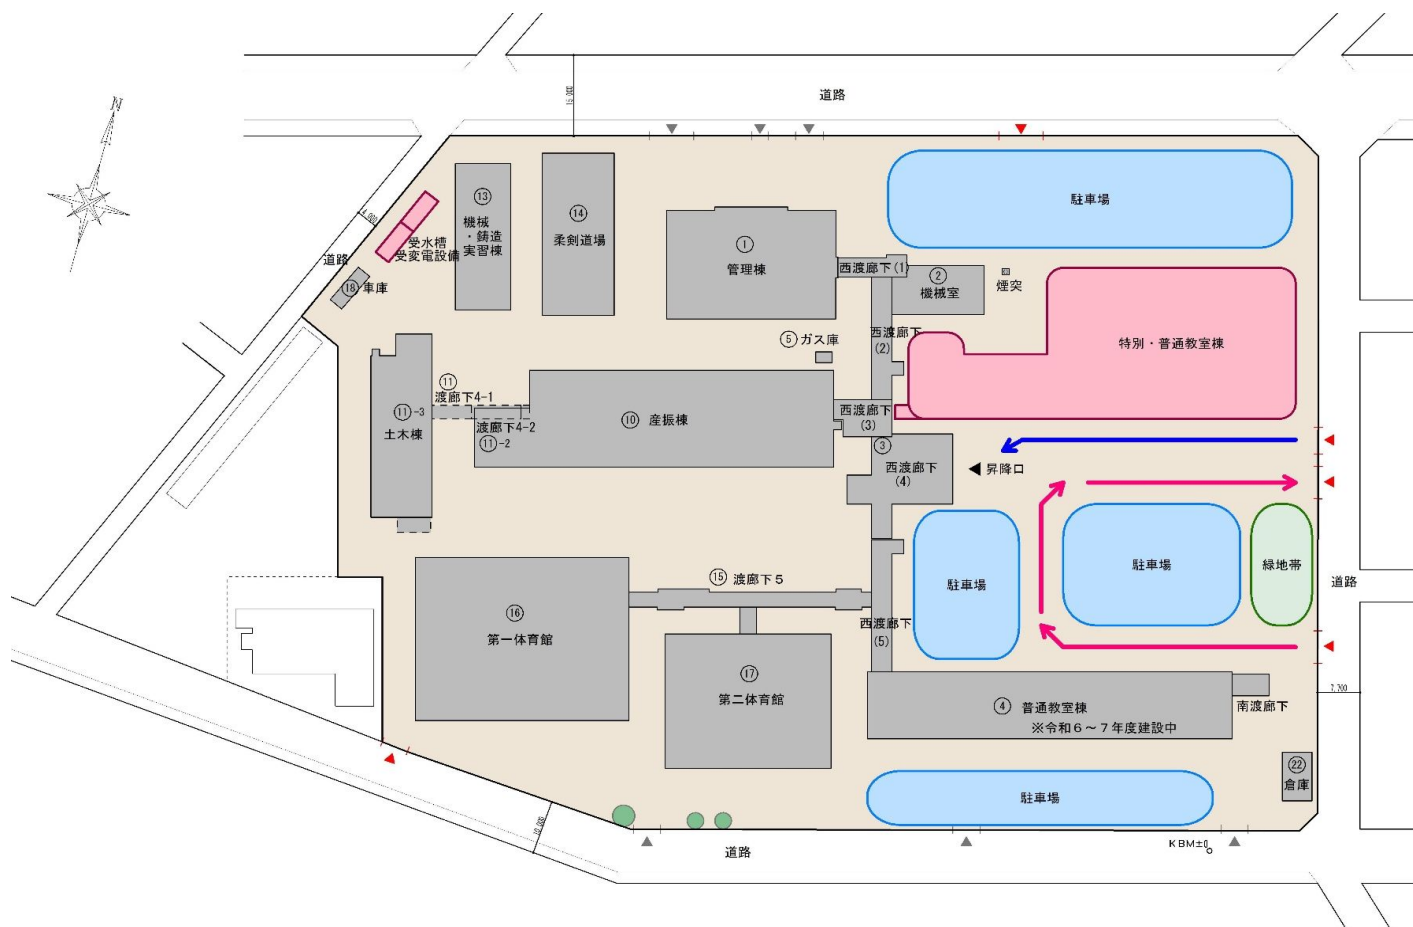 道路
15,000
N
駐車場
⑬
機械
・鋳造
実習棟
⑭
柔剣道場
①
管理棟
西渡廊下(1)
②
機械室
煙突
受水槽
受変電設備
道路
⑱ 車庫
⑤ ガス庫
西渡廊下
(2)
特別・普通教室棟
⑪
渡廊下4-1
⑪-3
土木棟
渡廊下4-2
⑪-2
⑩ 産振棟
西渡廊下
(3)
③
西渡廊下
(4)
昇降口
駐車場
駐車場
緑地帯
道路
⑮ 渡廊下5
西渡廊下
(5)
⑯
第一体育館
⑰
第二体育館
④ 普通教室棟
※令和6～7年度建設中
南渡廊下
7,700
㉒
倉庫
駐車場
10,000
道路
KBM±0